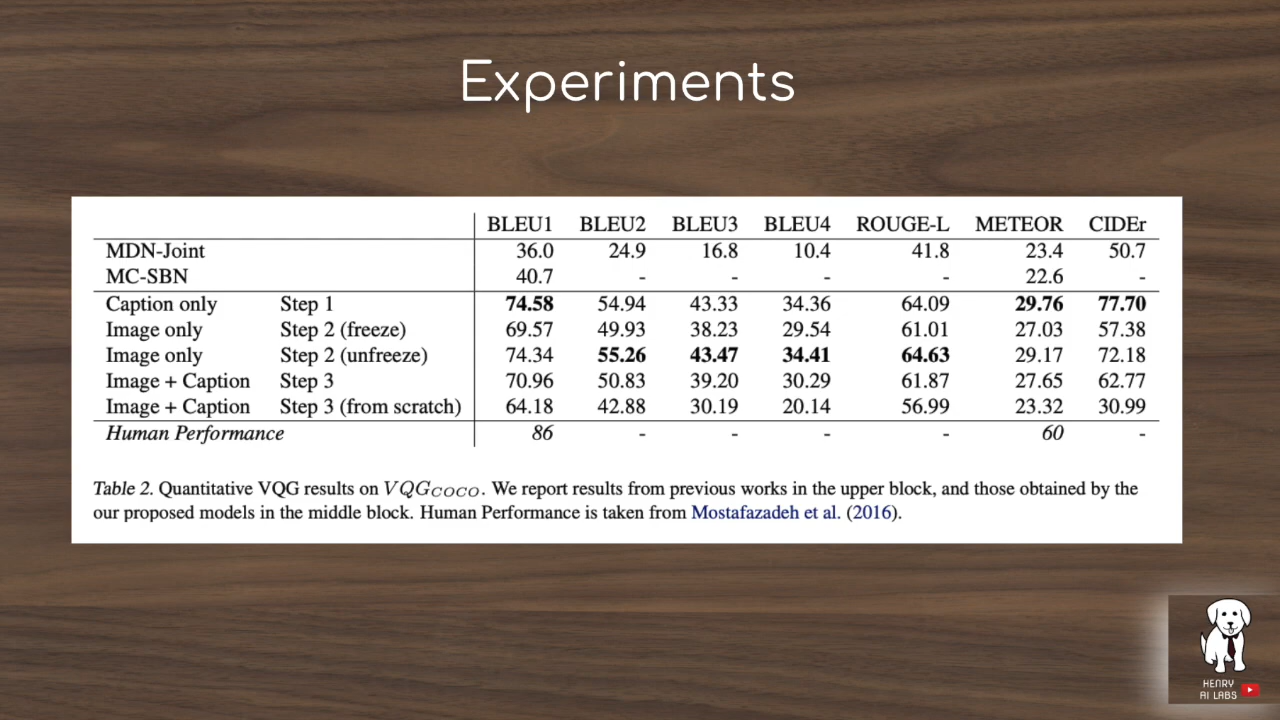 Experiments
BLEU1 BLEU2 BLEU3 BLEU4 ROUGE-L METEOR CIDEr
MDN-Joint 36.0 24.9 16.8 10.4 41.8 23.4 50.7
MC-SBN 40.7 - - - - 22.6 -
Caption only Step 1 74.58 54.94 43.33 34.36 64.09 29.76 77.70
Image only Step 2 (freeze) 69.57 49.93 38.23 29.54 61.01 27.03 57.38
Image only Step 2 (unfreeze) 74.34 55.26 43.47 34.41 64.63 29.17 72.18
Image + Caption Step 3 70.96 50.83 39.20 30.29 61.87 27.65 62.77
Image + Caption Step 3 (from scratch) 64.18 42.88 30.19 20.14 56.99 23.32 30.99
Human Performance 86 - - - - 60 -
Table 2. Quantitative VQG results on VQGCOCO. We report results from previous works in the upper block, and those obtained by the
our proposed models in the middle block. Human Performance is taken from Mostafazadeh et al. (2016).
HENRY
AI LABS